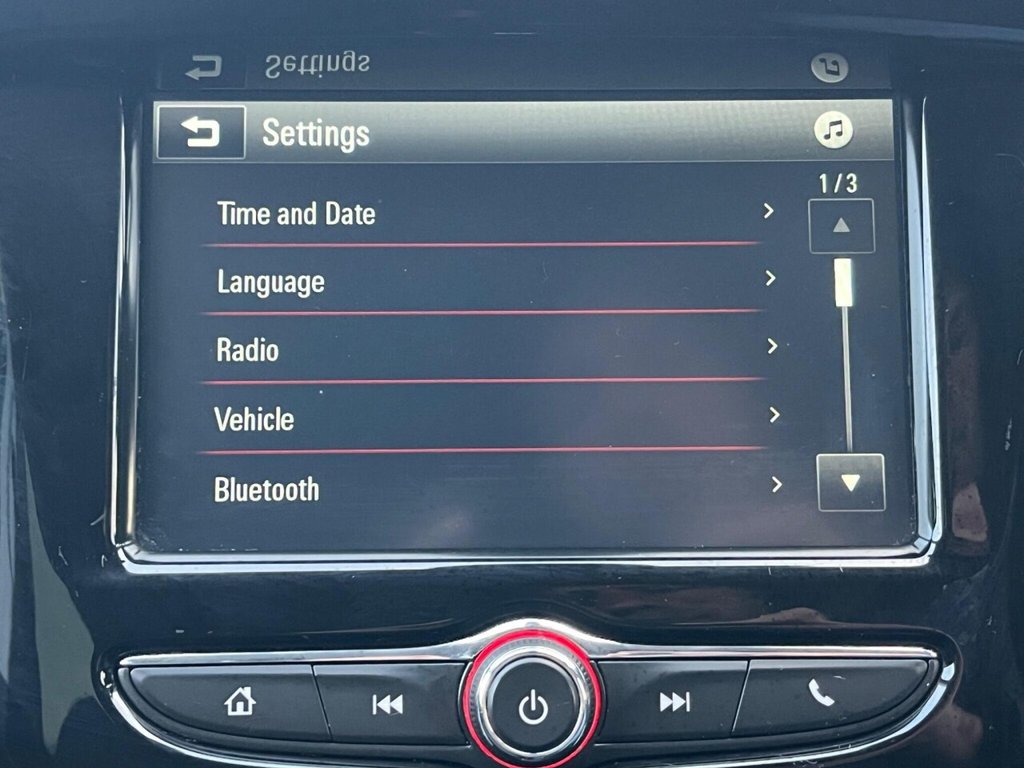 Settings
Settings
1/3
Time and Date
Language
Radio
Vehicle
Bluetooth